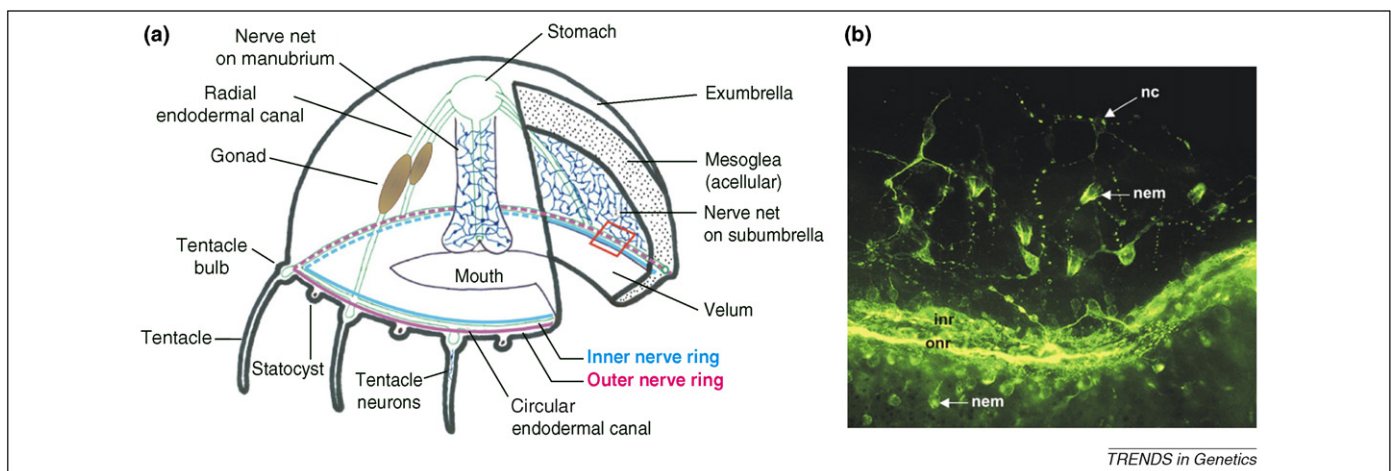 (a)
Nerve net
on manubrium
Stomach
Radial
endodermal canal
Exumbrella
Gonad
Mesoglea
(acellular)
Nerve net
on subumbrella
Tentacle
bulb
Mouth
Velum
Tentacle
Statocyst
Inner nerve ring
Tentacle
neurons
Outer nerve ring
Circular
endodermal canal
(b)
nc
nem
inr
onr
nem
TRENDS in Genetics